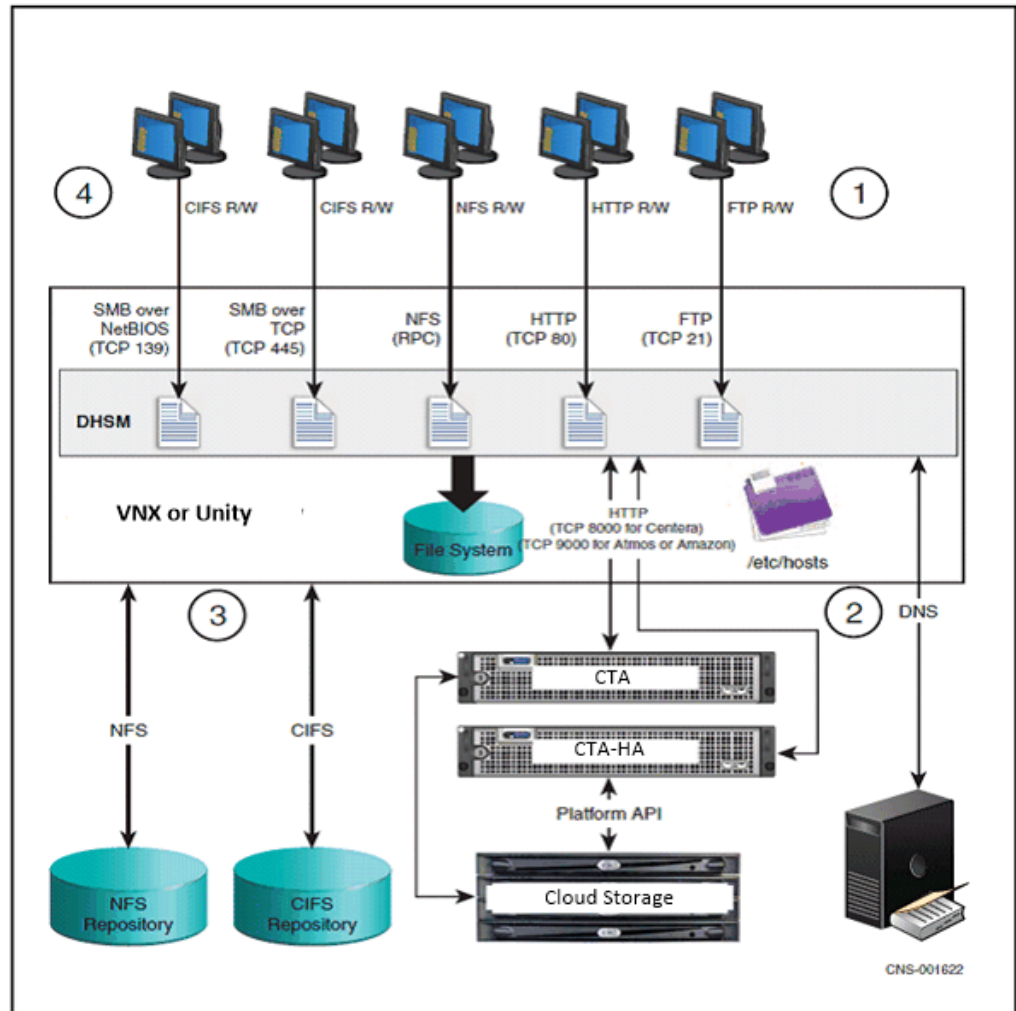 4
CIFS R/W
CIFS R/W
NFS R/W
HTTP R/W
FTP R/W
1
SMB over
NetBIOS
(TCP 139)
SMB over
TCP
(TCP 445)
NFS
(RPC)
HTTP
(TCP 80)
FTP
(TCP 21)
DHSM
VNX or Unity
File System
HTTP
(TCP 8000 for Centera)
(TCP 9000 for Atmos or Amazon)
/etc/hosts
3
2
DNS
NFS
CIFS
CTA
CTA-HA
Platform API
NFS
Repository
CIFS
Repository
Cloud Storage
CNS-001622